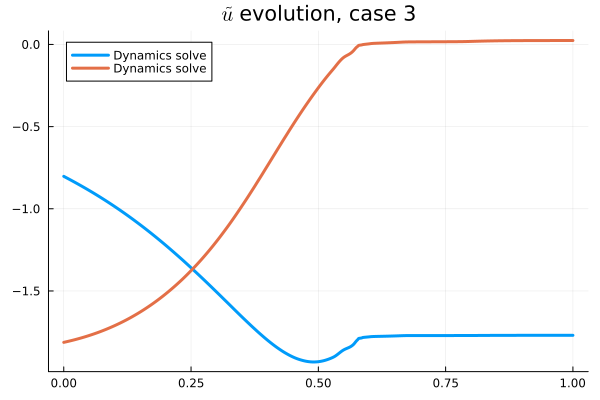 ũ evolution, case 3
Dynamics solve
Dynamics solve
0.0
−0.5
−1.0
−1.5
0.00 0.25 0.50 0.75 1.00